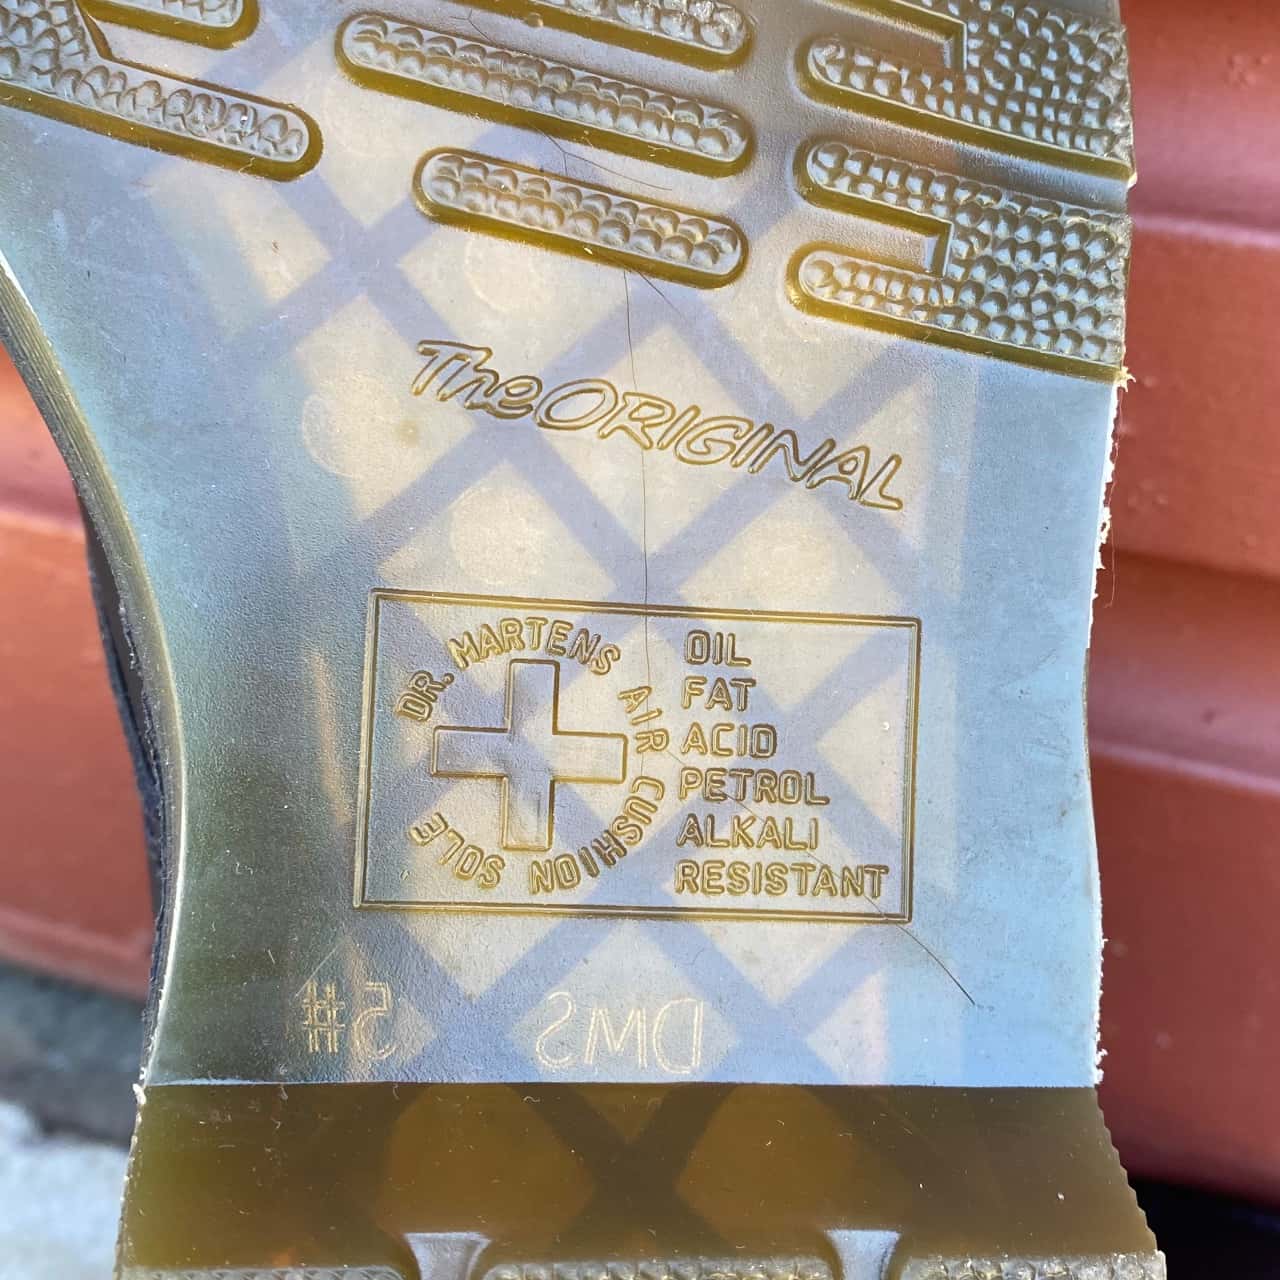 The ORIGINAL
DR. MARTENS AIR CUSHION SOLE
OIL
FAT
ACID
PETROL
ALKALI
RESISTANT
5#
DMS